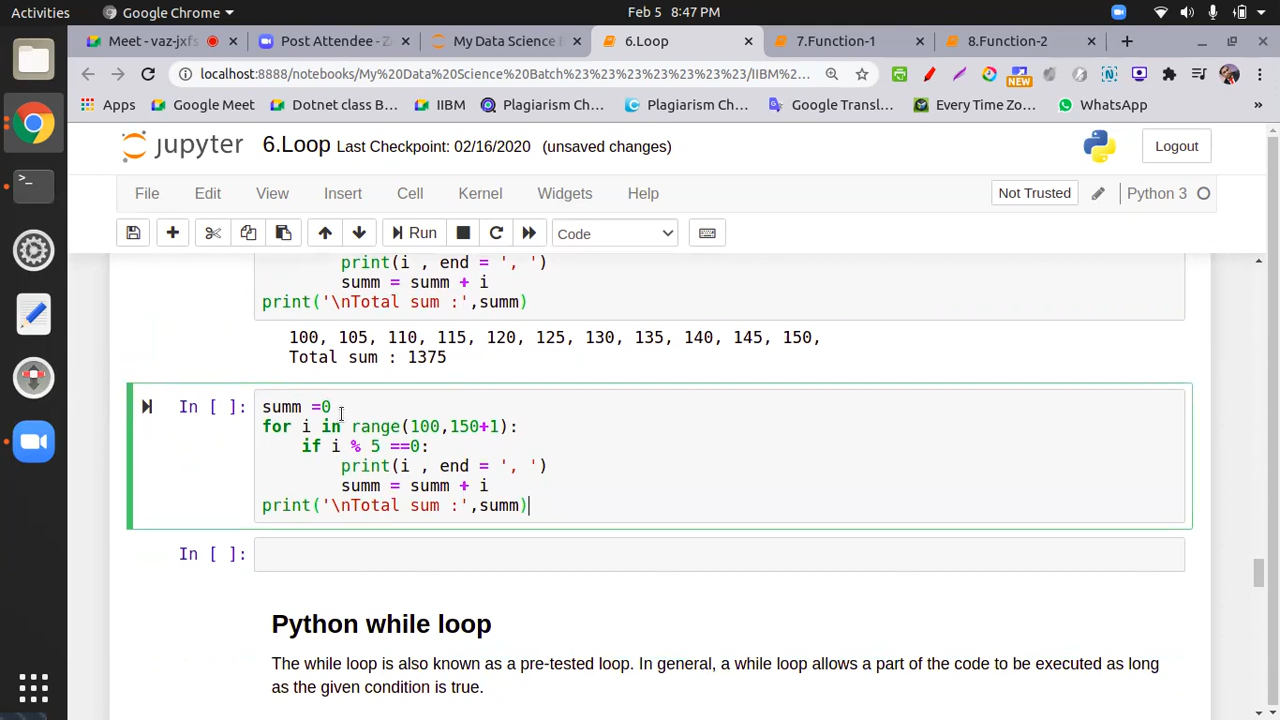 Activities
Google Chrome
Feb 5 8:47 PM
Meet - vaz-jxfs
Post Attendee - Z
My Data Science B
6.Loop
7.Function-1
8.Function-2
localhost:8888/notebooks/My%20Data%20Science%20Batch%23%23%23%23%23%23%23/IIBM%2...
NEW
Apps
Google Meet
Dotnet class B...
IIBM
Plagiarism Ch...
Plagiarism Ch...
Google Transl...
Every Time Zo...
WhatsApp
»
jupyter
6.Loop Last Checkpoint: 02/16/2020 (unsaved changes)
Logout
File
Edit
View
Insert
Cell
Kernel
Widgets
Help
Not Trusted
Python 3
Run
Code
print(i , end = ', ')
summ = summ + i
print('\nTotal sum :',summ)
100, 105, 110, 115, 120, 125, 130, 135, 140, 145, 150,
Total sum : 1375
In [ ]:
summ =0
for i in range(100,150+1):
if i % 5 ==0:
print(i , end = ', ')
summ = summ + i
print('\nTotal sum :',summ)
In [ ]:
Python while loop
The while loop is also known as a pre-tested loop. In general, a while loop allows a part of the code to be executed as long
as the given condition is true.